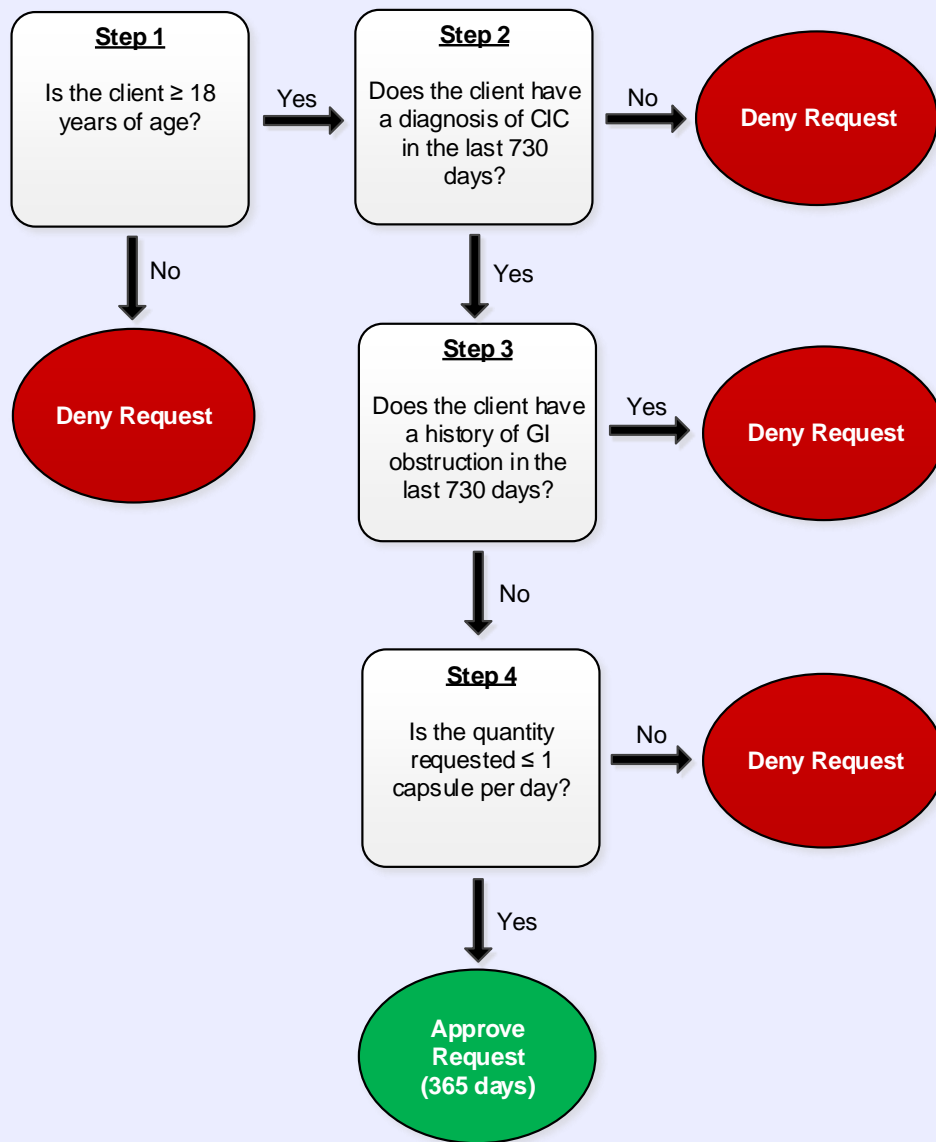 Step 1
Is the client ≥ 18
years of age?
Yes
Step 2
Does the client have
a diagnosis of CIC
in the last 730
days?
No
Deny Request
No
Deny Request
Yes
Step 3
Does the client have
a history of GI
obstruction in the
last 730 days?
Yes
Deny Request
No
Step 4
Is the quantity
requested ≤ 1
capsule per day?
No
Deny Request
Yes
Approve
Request
(365 days)